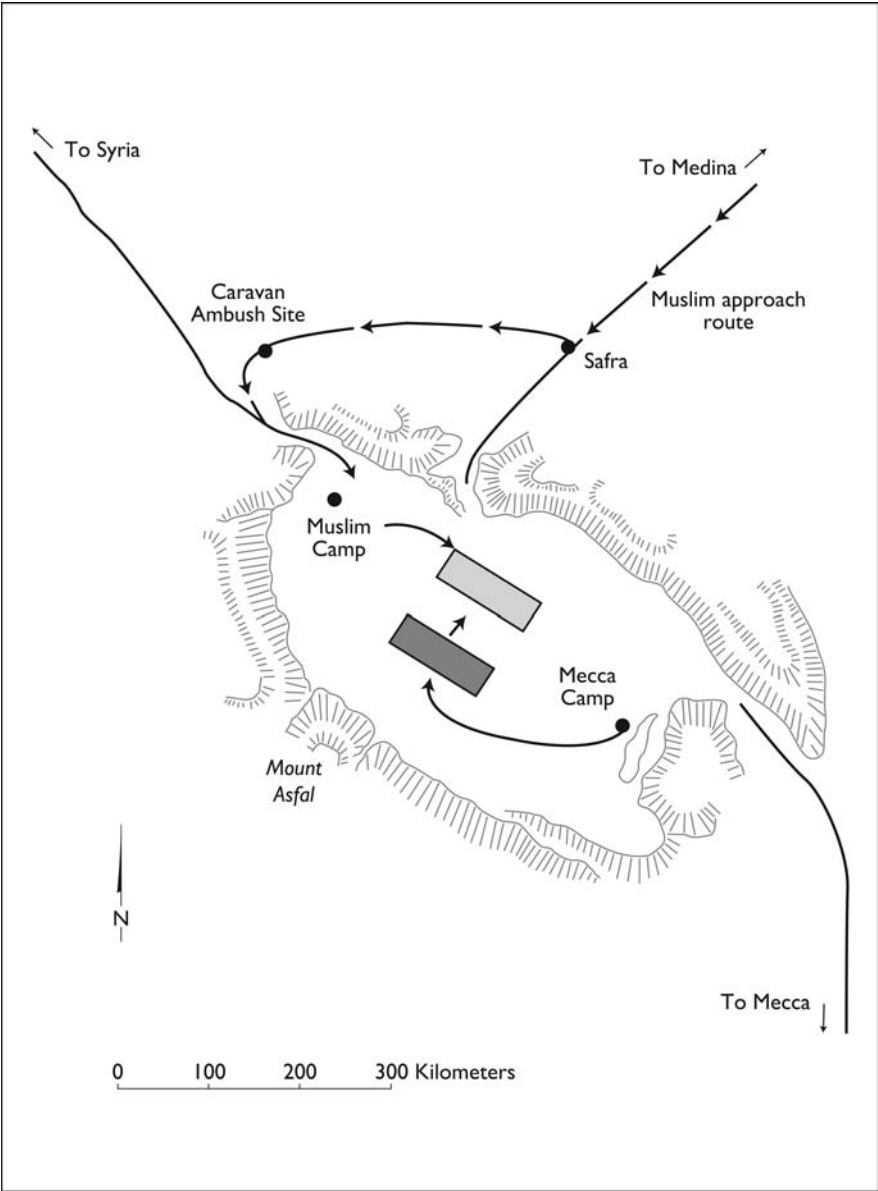 To Syria
To Medina
Caravan
Ambush Site
Muslim approach
route
Safra
Muslim
Camp
Mecca
Camp
Mount
Asfal
N
To Mecca
0 100 200 300 Kilometers